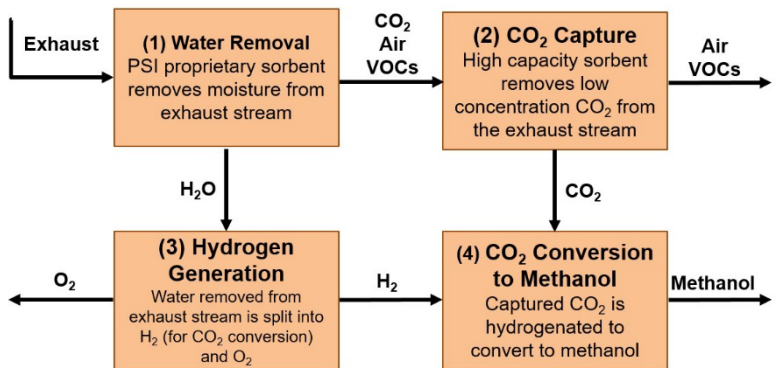 Exhaust
(1) Water Removal
PSI proprietary sorbent
removes moisture from
exhaust stream
CO₂
Air
VOCs
(2) CO₂ Capture
High capacity sorbent
removes low
concentration CO₂ from
the exhaust stream
Air
VOCs
H₂O
CO₂
O₂
(3) Hydrogen
Generation
Water removed from
exhaust stream is split into
H₂ (for CO₂ conversion)
and O₂
H₂
(4) CO₂ Conversion
to Methanol
Captured CO₂ is
hydrogenated to
convert to methanol
Methanol